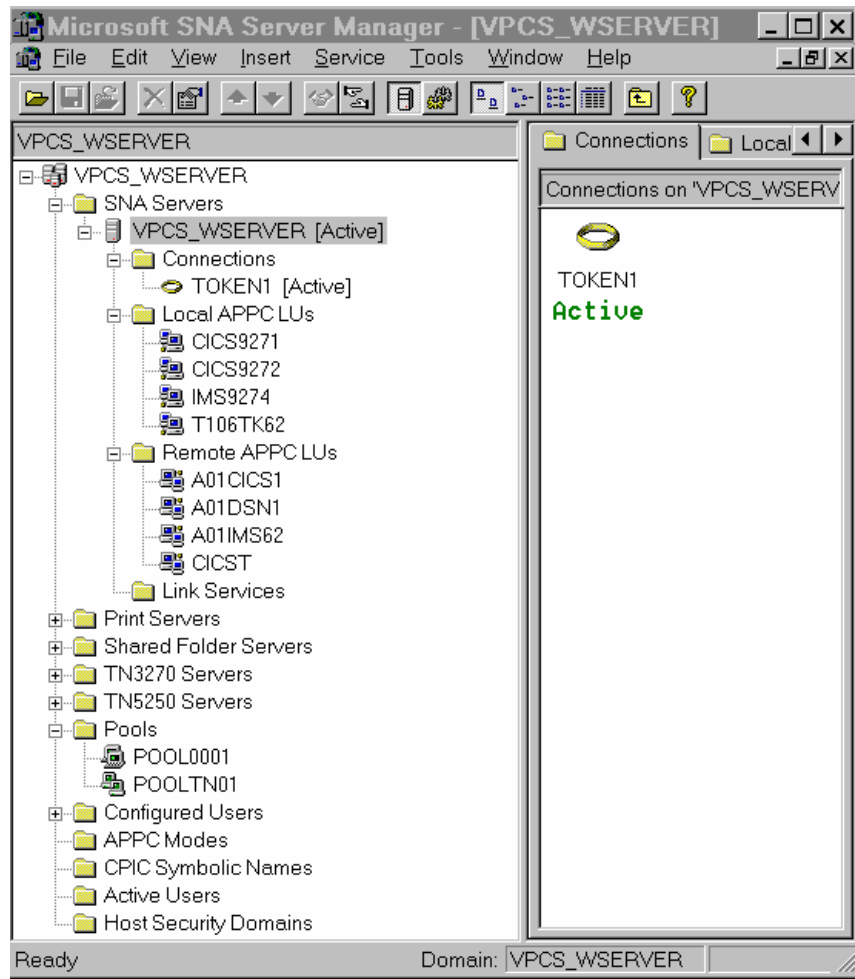 Microsoft SNA Server Manager - [VPCS_WSERVER]
File Edit View Insert Service Tools Window Help
VPCS_WSERVER
VPCS_WSERVER
SNA Servers
VPCS_WSERVER [Active]
Connections
TOKEN1 [Active]
Local APPC LUs
CICS9271
CICS9272
IMS9274
T106TK62
Remote APPC LUs
A01CICS1
A01DSN1
A01IMS62
CICST
Link Services
Print Servers
Shared Folder Servers
TN3270 Servers
TN5250 Servers
Pools
POOL0001
POOLTN01
Configured Users
APPC Modes
CPIC Symbolic Names
Active Users
Host Security Domains
Connections Local
Connections on 'VPCS_WSERV
TOKEN1
Active
Ready Domain: VPCS_WSERVER